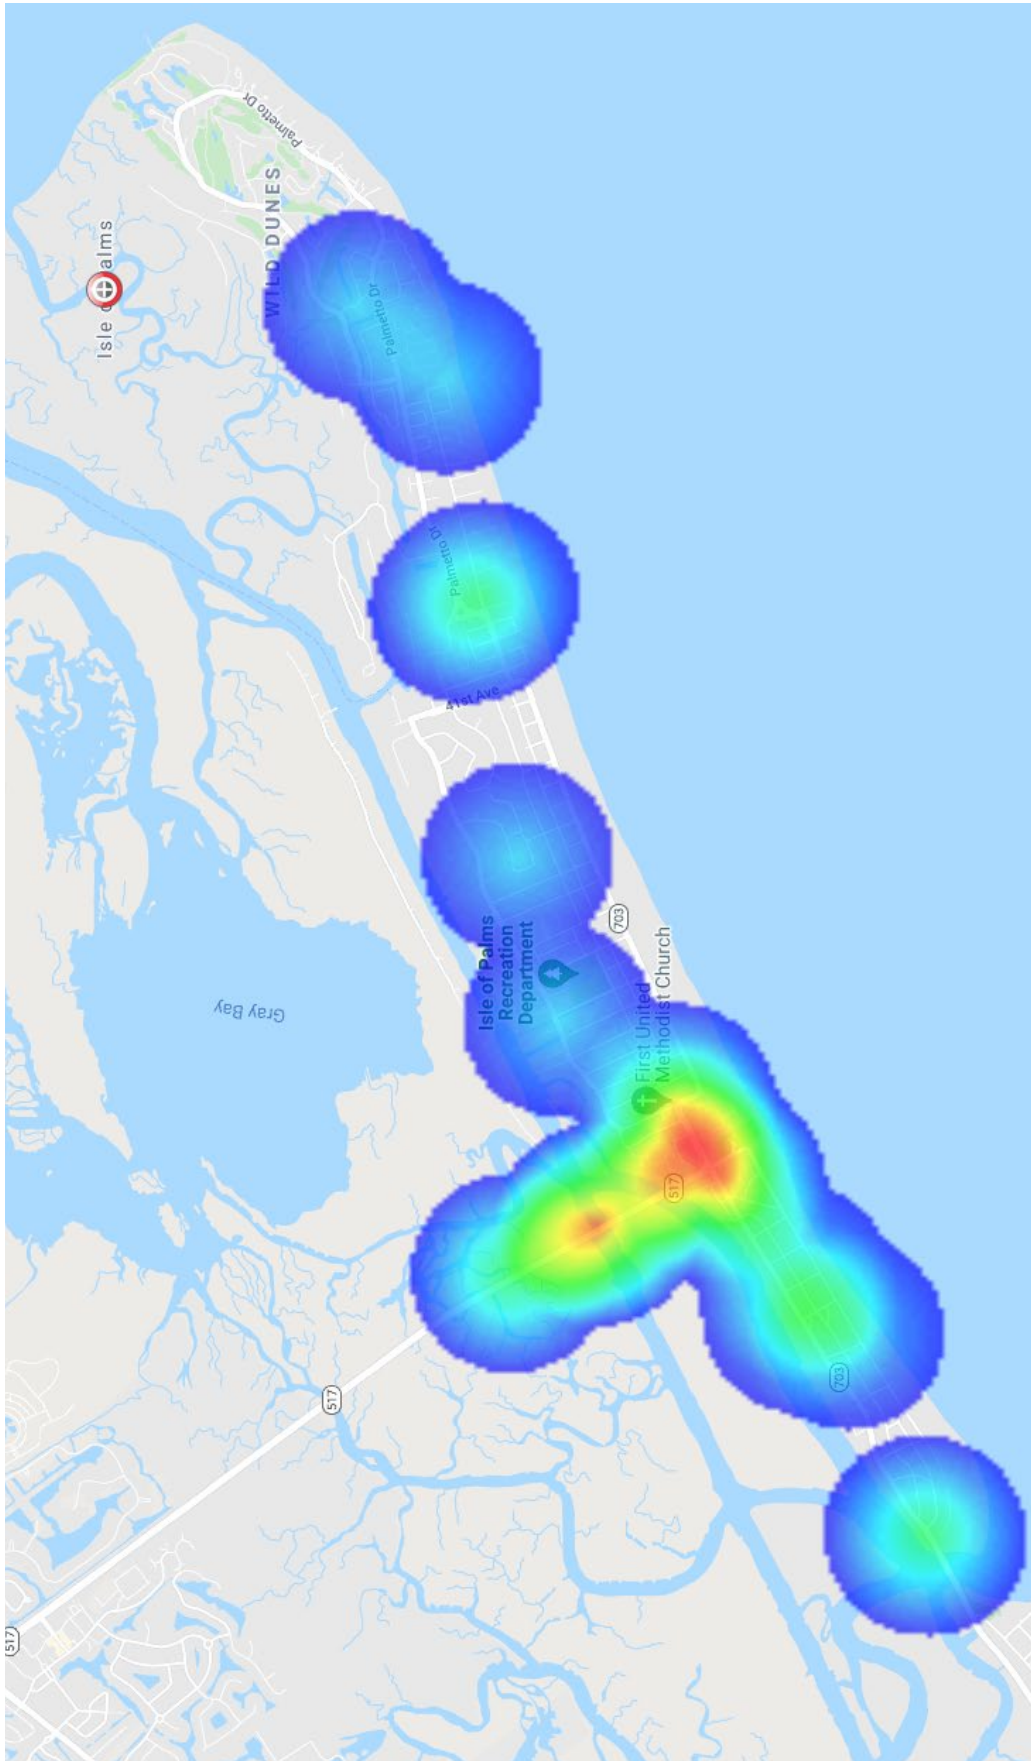 Palmetto Dr
WILD DUNES
Isle of Palms
Palmetto Dr
Palmetto Dr
41st Ave
703
Isle of Palms
Recreation
Department
First United
Methodist Church
Gray Bay
517
703
517
517